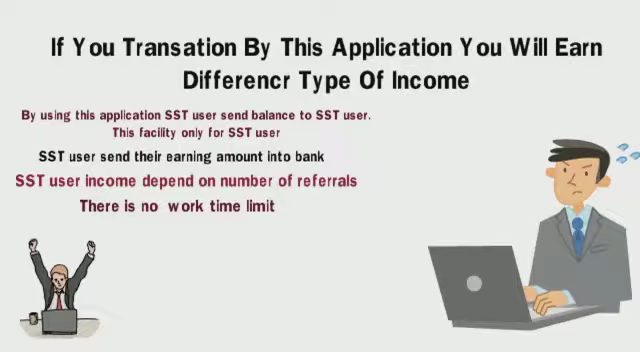 If You Transation By This Application You Will Earn
Differencr Type Of Income
By using this application SST user send balance to SST user.
This facility only for SST user
SST user send their earning amount into bank
SST user income depend on number of referrals
There is no work time limit